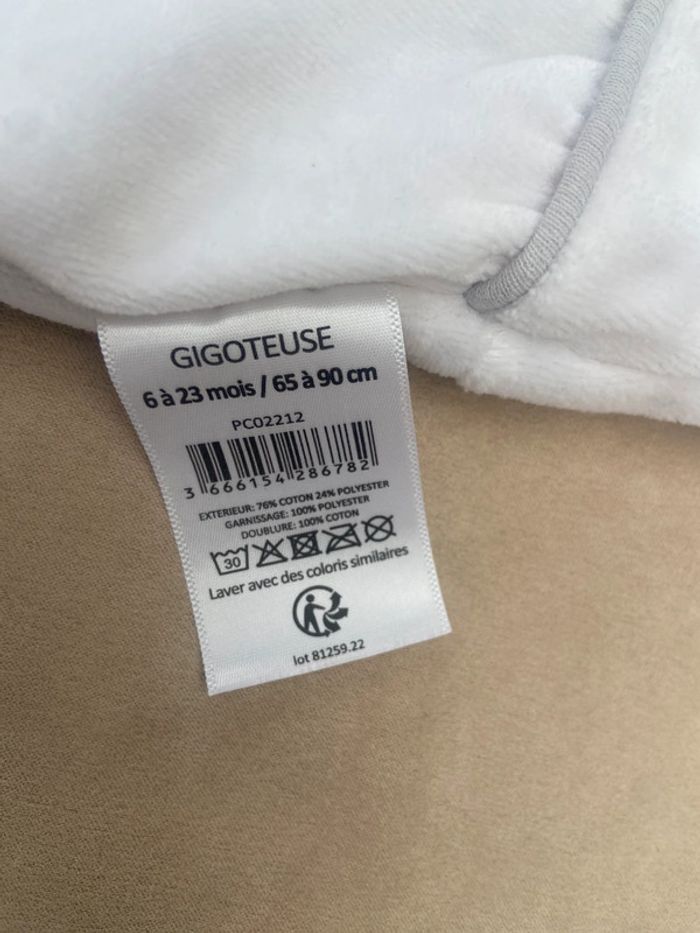 GIGOTEUSE
6 à 23 mois / 65 à 90 cm
PC02212
3 666154 286782
EXTERIEUR: 76% COTON 24% POLYESTER
GARNISSAGE: 100% POLYESTER
DOUBLURE: 100% COTON
30
Laver avec des coloris similaires
lot 81259.22